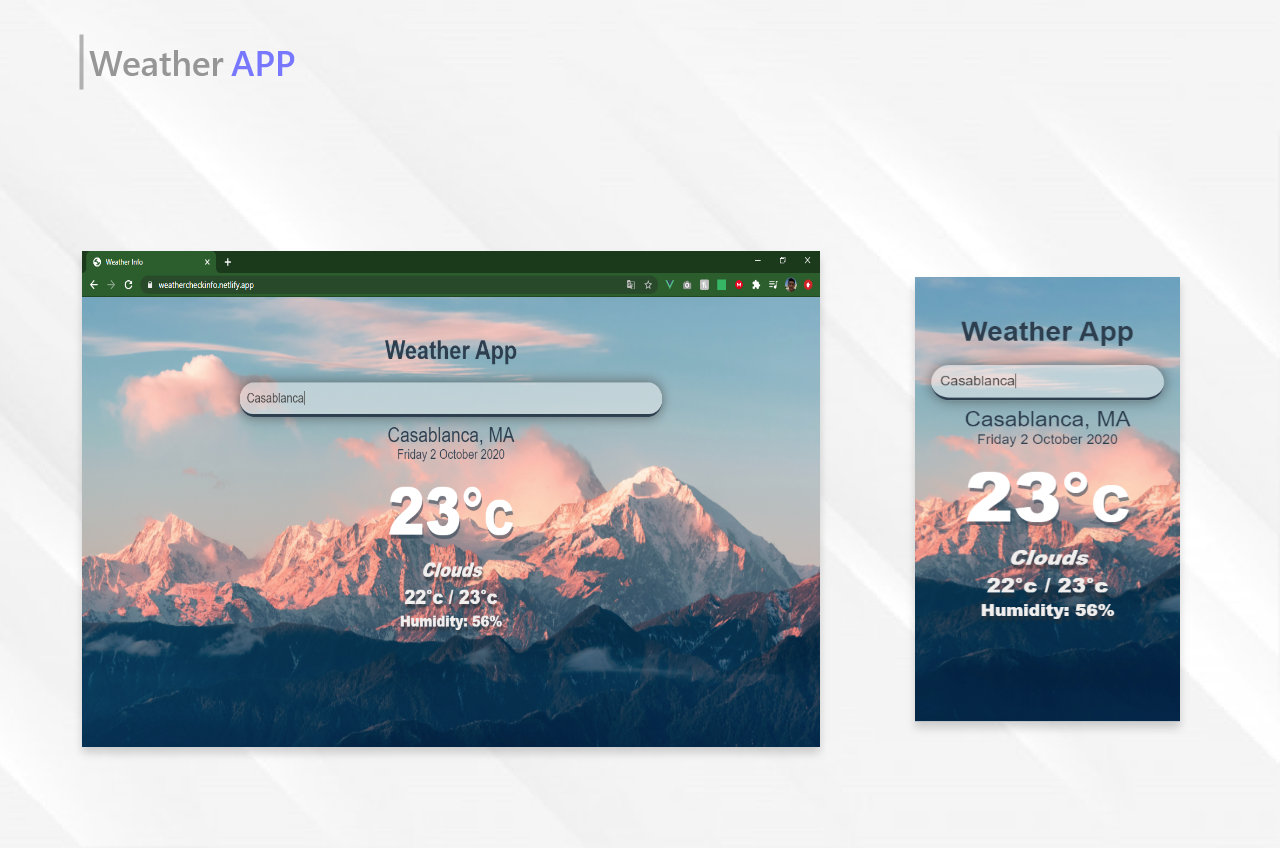 Weather APP
Weather Info
weathercheckinfo.netlify.app
Weather App
Casablanca
Casablanca, MA
Friday 2 October 2020
23°c
Clouds
22°c / 23°c
Humidity: 56%
Weather App
Casablanca
Casablanca, MA
Friday 2 October 2020
23°c
Clouds
22°c / 23°c
Humidity: 56%